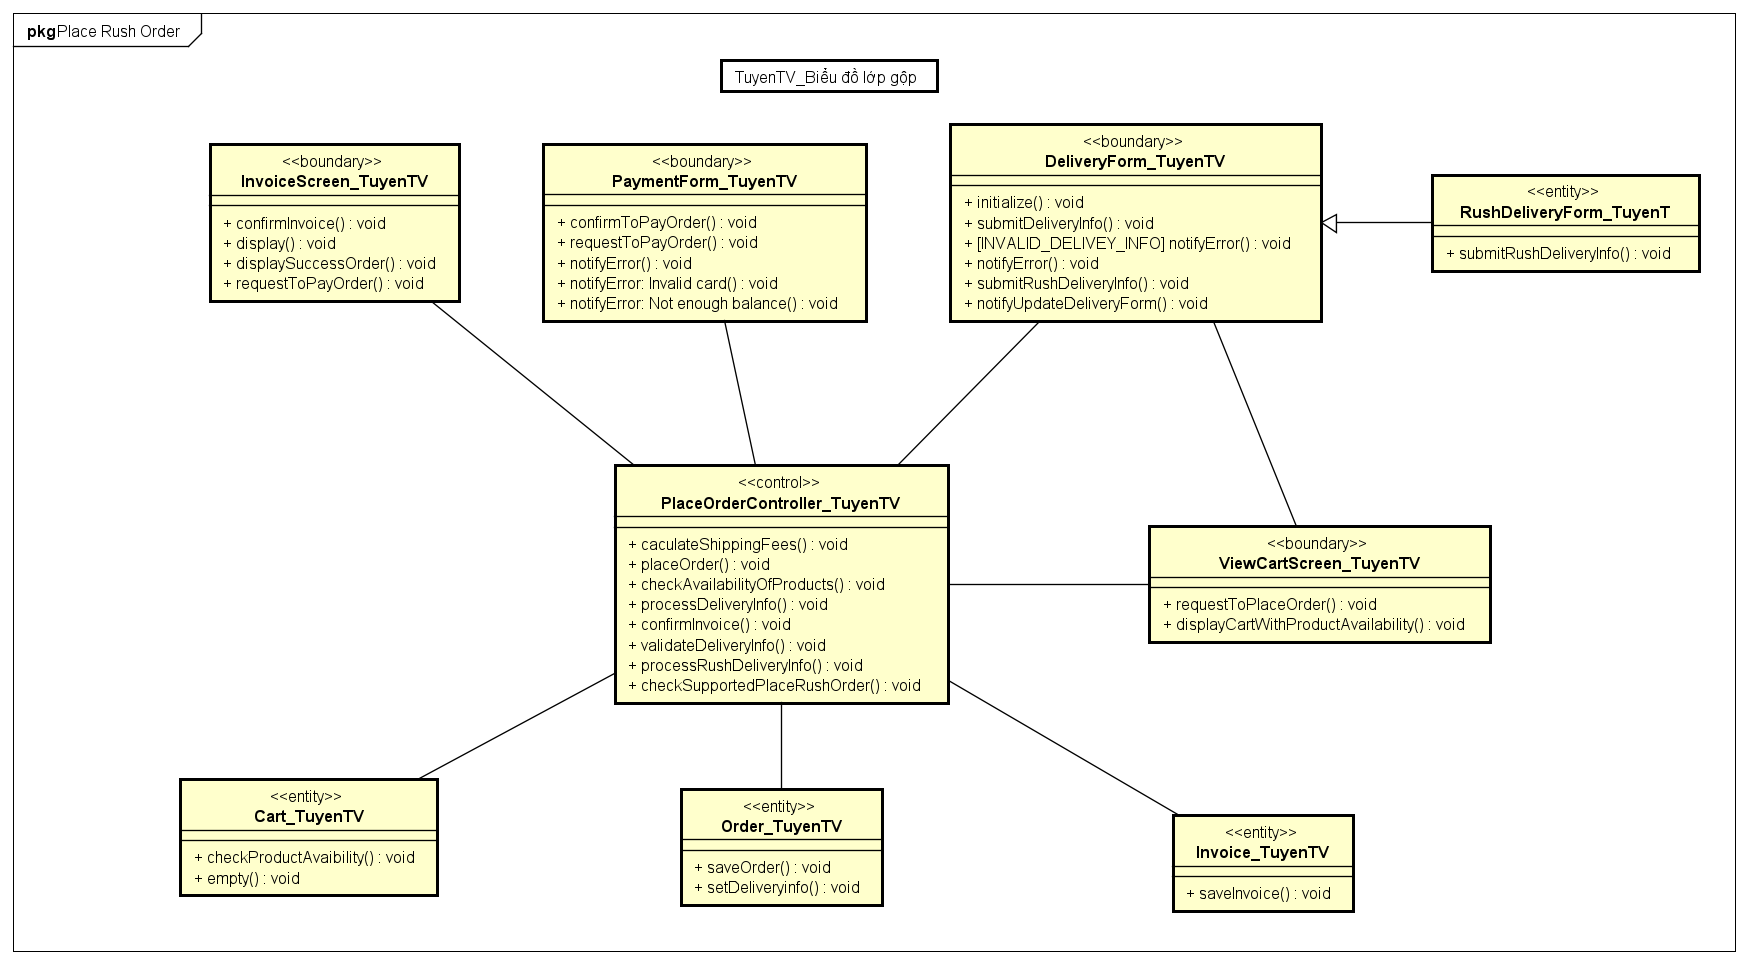 pkgPlace Rush Order
TuyenTV_Biểu đồ lớp gộp
<<boundary>>
InvoiceScreen_TuyenTV
+ confirmInvoice() : void
+ display() : void
+ displaySuccessOrder() : void
+ requestToPayOrder() : void
<<boundary>>
PaymentForm_TuyenTV
+ confirmToPayOrder() : void
+ requestToPayOrder() : void
+ notifyError() : void
+ notifyError: Invalid card() : void
+ notifyError: Not enough balance() : void
<<boundary>>
DeliveryForm_TuyenTV
+ initialize() : void
+ submitDeliveryInfo() : void
+ [INVALID_DELIVEY_INFO] notifyError() : void
+ notifyError() : void
+ submitRushDeliveryInfo() : void
+ notifyUpdateDeliveryForm() : void
<<entity>>
RushDeliveryForm_TuyenT
+ submitRushDeliveryInfo() : void
<<control>>
PlaceOrderController_TuyenTV
+ caculateShippingFees() : void
+ placeOrder() : void
+ checkAvailabilityOfProducts() : void
+ processDeliveryInfo() : void
+ confirmInvoice() : void
+ validateDeliveryInfo() : void
+ processRushDeliveryInfo() : void
+ checkSupportedPlaceRushOrder() : void
<<boundary>>
ViewCartScreen_TuyenTV
+ requestToPlaceOrder() : void
+ displayCartWithProductAvailability() : void
<<entity>>
Cart_TuyenTV
+ checkProductAvaibility() : void
+ empty() : void
<<entity>>
Order_TuyenTV
+ saveOrder() : void
+ setDeliveryinfo() : void
<<entity>>
Invoice_TuyenTV
+ saveInvoice() : void